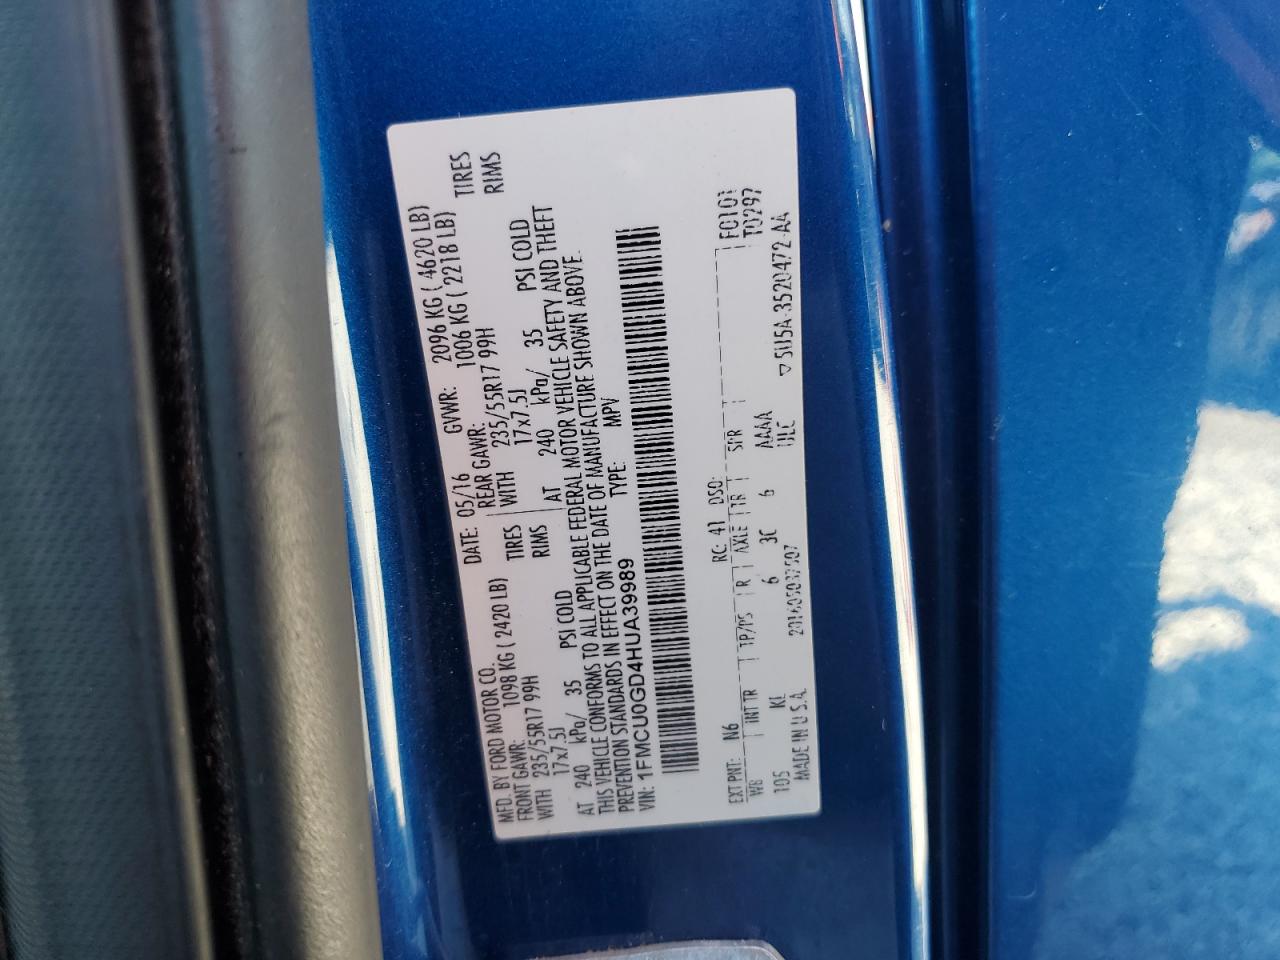 MFD. BY FORD MOTOR CO. DATE: 05/16 GVWR: 2096 KG ( 4620 LB)
FRONT GAWR: 1098 KG ( 2420 LB) REAR GAWR: 1006 KG ( 2218 LB)
WITH 235/55R17 99H TIRES WITH 235/55R17 99H TIRES
17x7.5J RIMS 17x7.5J RIMS
AT 240 kPa/ 35 PSI COLD AT 240 kPa/ 35 PSI COLD
THIS VEHICLE CONFORMS TO ALL APPLICABLE FEDERAL MOTOR VEHICLE SAFETY AND THEFT
PREVENTION STANDARDS IN EFFECT ON THE DATE OF MANUFACTURE SHOWN ABOVE.
VIN: 1FMCU0GD4HUA39989 TYPE: MPV
F0101
EXT PNT: N6 RC: 41 DSO: T0297
WB INT TR TP/PS R AXLE TR SPR
105 KE 6 3C 6 AAAA
MADE IN U.S.A. ULC ▽5U5A-3520472-AA